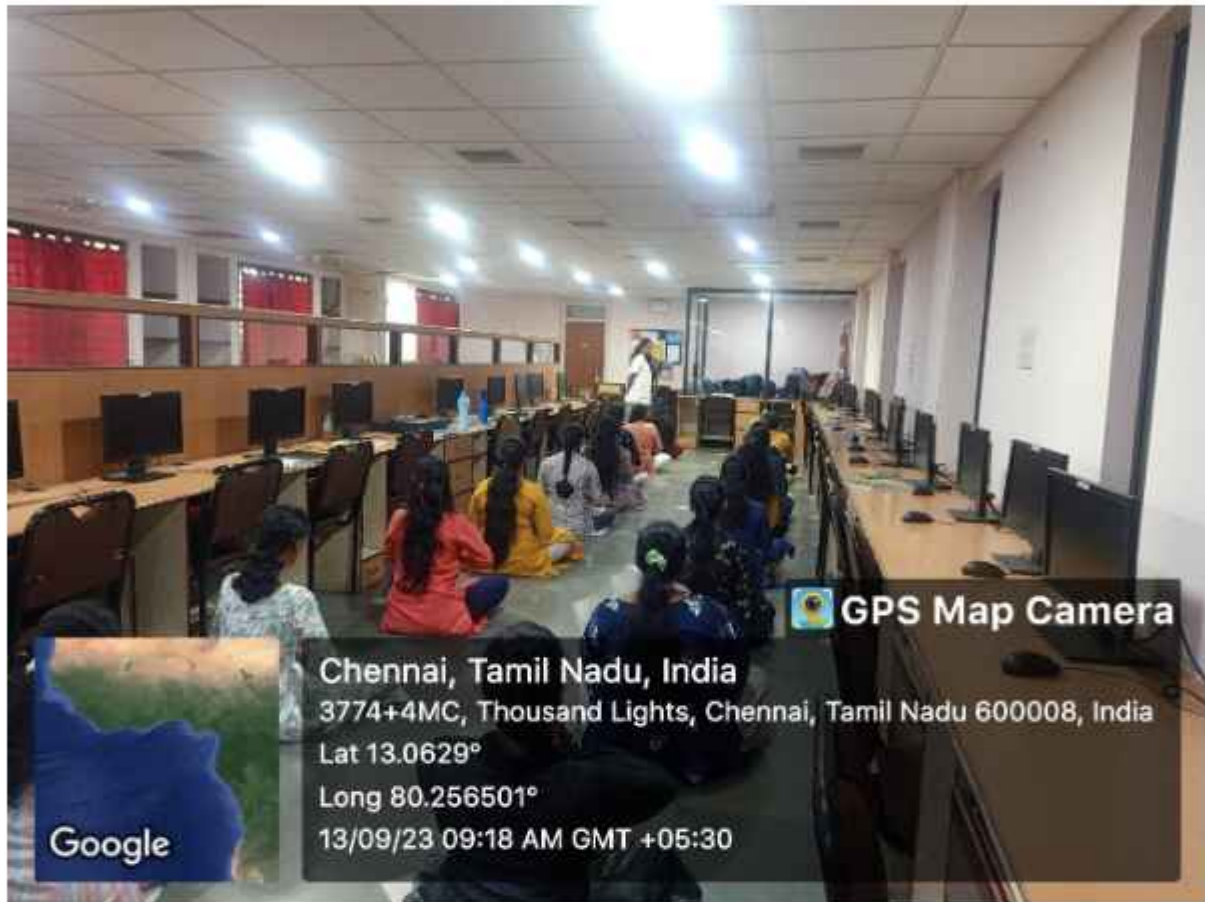 GPS Map Camera
Chennai, Tamil Nadu, India
3774+4MC, Thousand Lights, Chennai, Tamil Nadu 600008, India
Lat 13.0629°
Long 80.256501°
13/09/23 09:18 AM GMT +05:30
Google